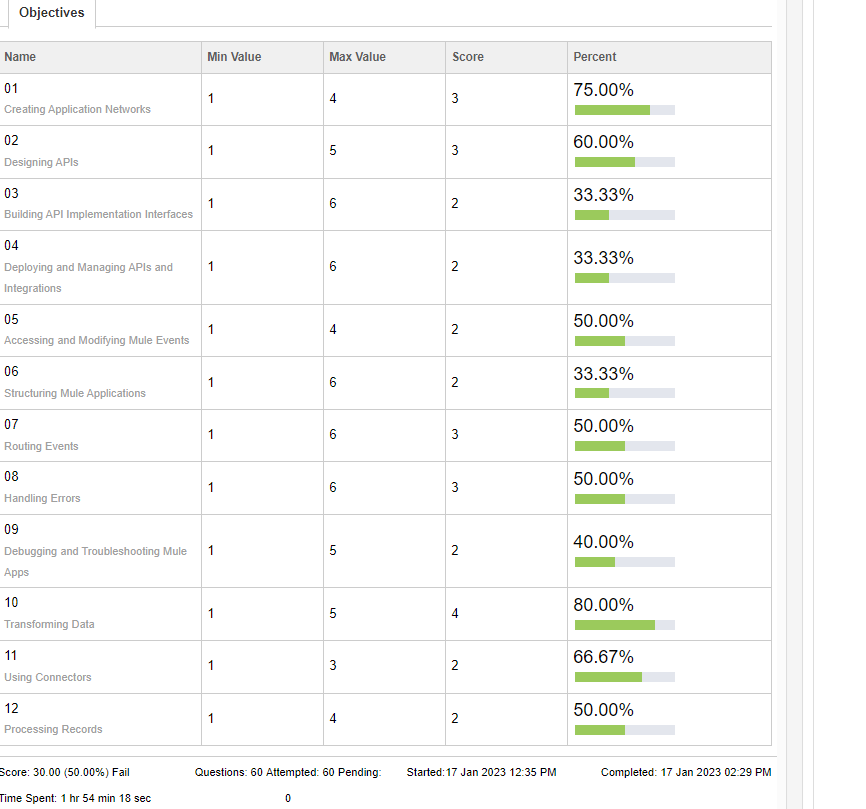 Objectives
Name Min Value Max Value Score Percent
01
Creating Application Networks
1 4 3 75.00%
02
Designing APIs
1 5 3 60.00%
03
Building API Implementation Interfaces
1 6 2 33.33%
04
Deploying and Managing APIs and
Integrations
1 6 2 33.33%
05
Accessing and Modifying Mule Events
1 4 2 50.00%
06
Structuring Mule Applications
1 6 2 33.33%
07
Routing Events
1 6 3 50.00%
08
Handling Errors
1 6 3 50.00%
09
Debugging and Troubleshooting Mule
Apps
1 5 2 40.00%
10
Transforming Data
1 5 4 80.00%
11
Using Connectors
1 3 2 66.67%
12
Processing Records
1 4 2 50.00%
Score: 30.00 (50.00%) Fail Questions: 60 Attempted: 60 Pending: Started:17 Jan 2023 12:35 PM Completed: 17 Jan 2023 02:29 PM
Time Spent: 1 hr 54 min 18 sec 0